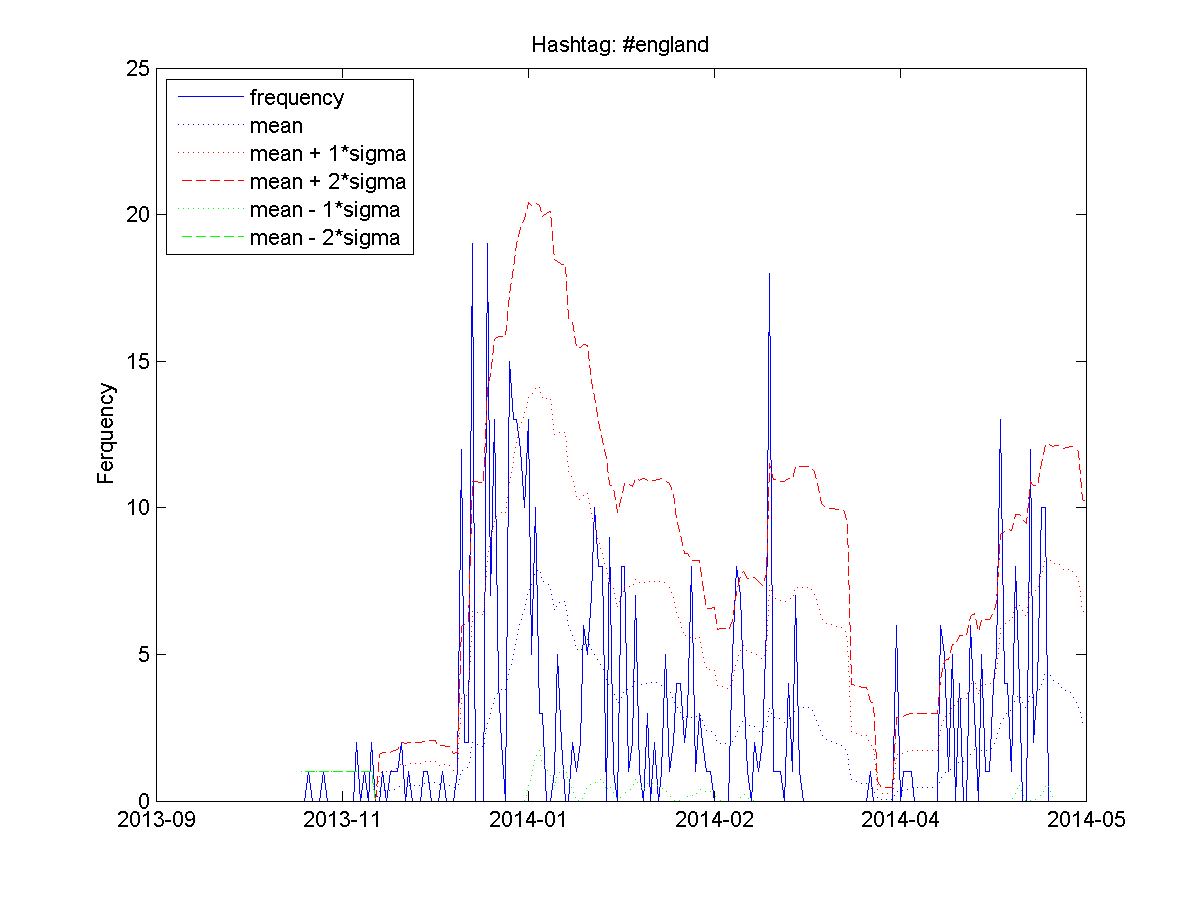 Hashtag: #england
25
20
15
10
5
0
Ferquency
frequency
mean
mean + 1*sigma
mean + 2*sigma
mean - 1*sigma
mean - 2*sigma
2013-09 2013-11 2014-01 2014-02 2014-04 2014-05